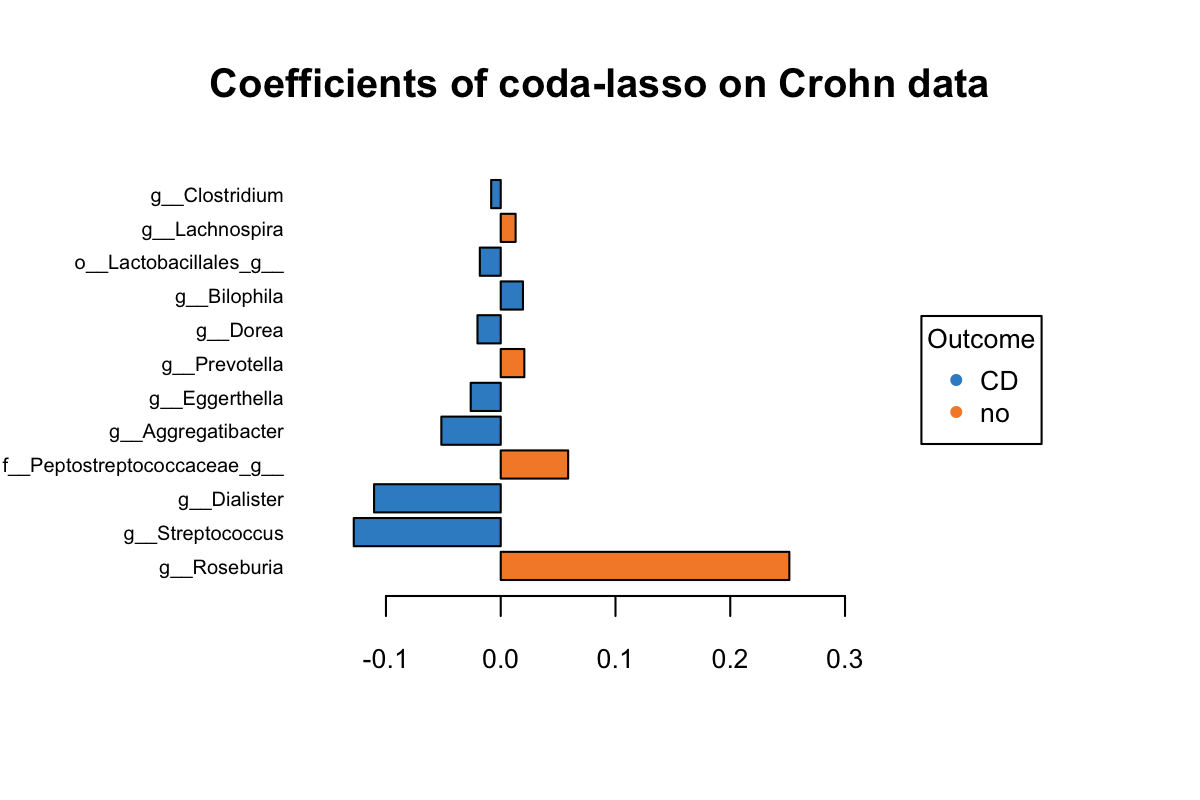 Coefficients of coda-lasso on Crohn data
g__Clostridium
g__Lachnospira
o__Lactobacillales_g__
g__Bilophila
g__Dorea
g__Prevotella
g__Eggerthella
g__Aggregatibacter
f__Peptostreptococcaceae_g__
g__Dialister
g__Streptococcus
g__Roseburia
-0.1 0.0 0.1 0.2 0.3
Outcome
CD
no